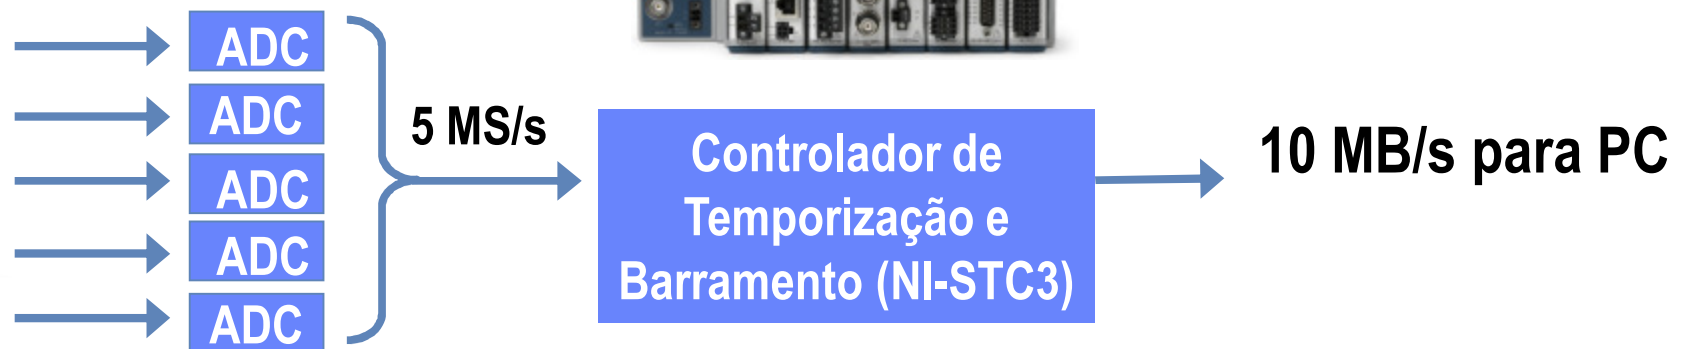 ADC
ADC
ADC
ADC
ADC
5 MS/s
Controlador de
Temporização e
Barramento (NI-STC3)
10 MB/s para PC